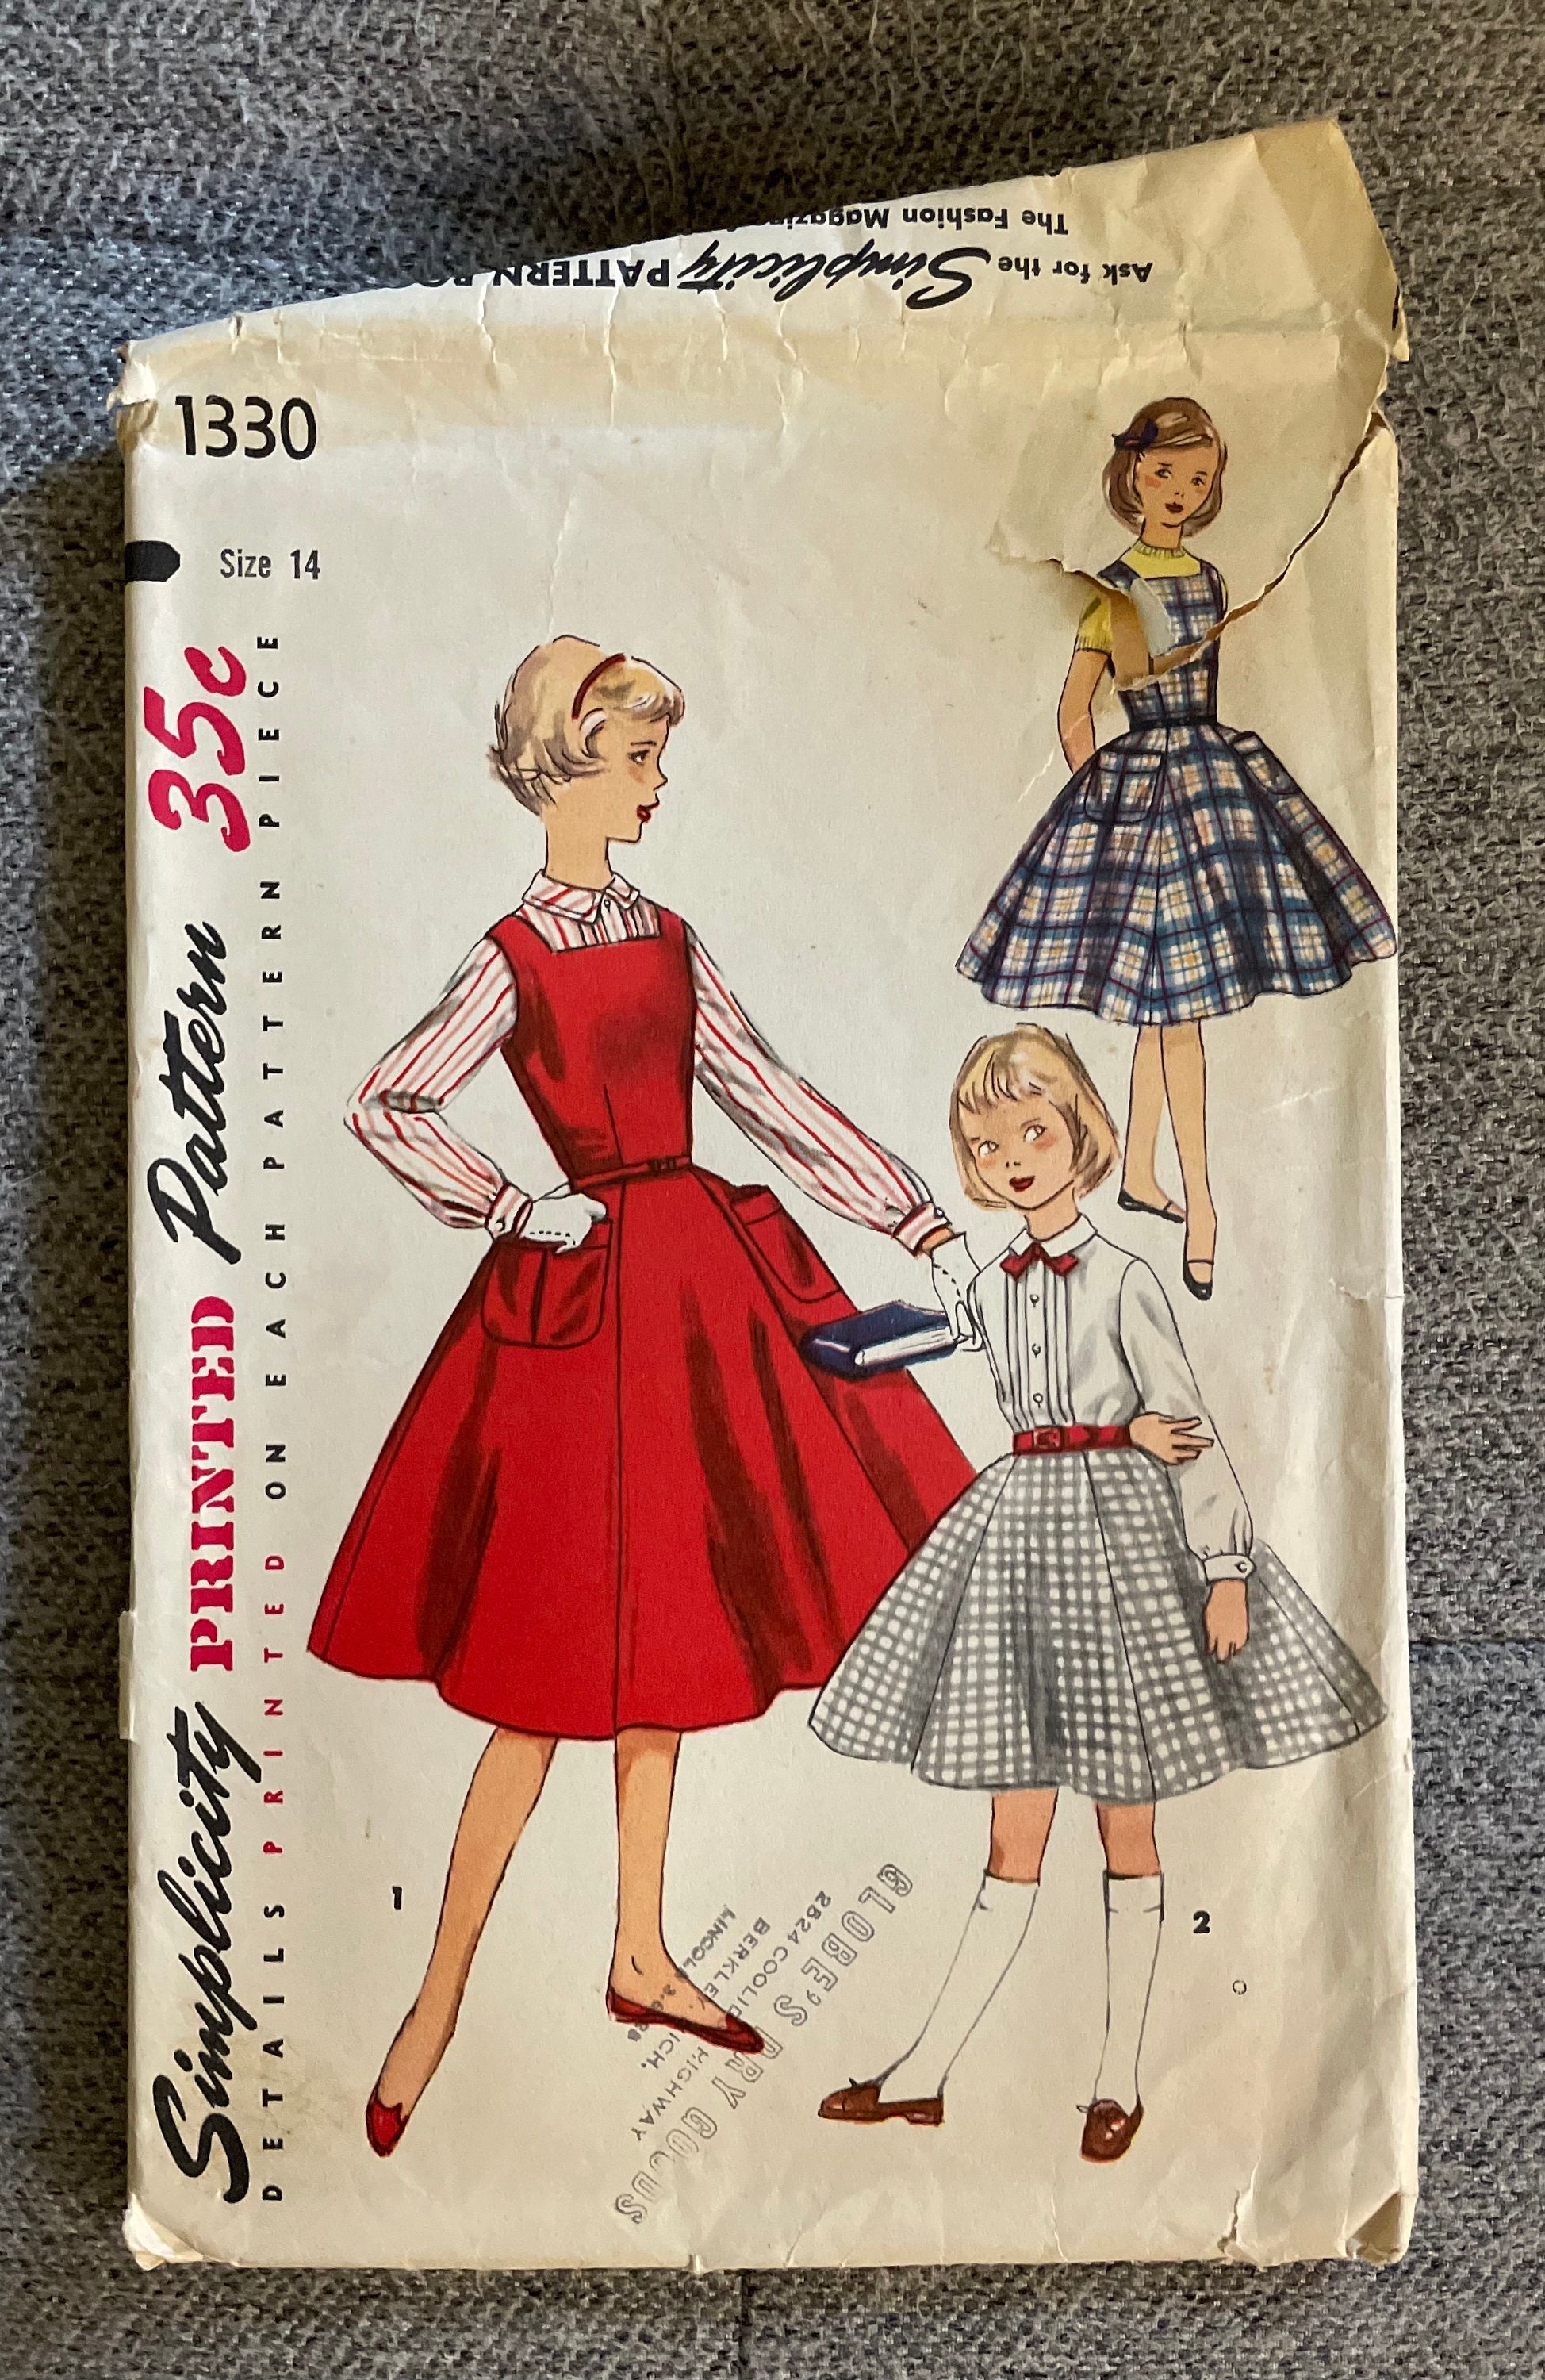 Ask for the Simplicity PATTERN
The Fashion
1330
Size 14
Simplicity PRINTED Pattern 35c
DETAILS PRINTED ON EACH PATTERN PIECE
1
2
GLOBE'S DRY GOODS
2824 COOLIDGE HIGHWAY
BERKLEY MICH.
LINCOLN